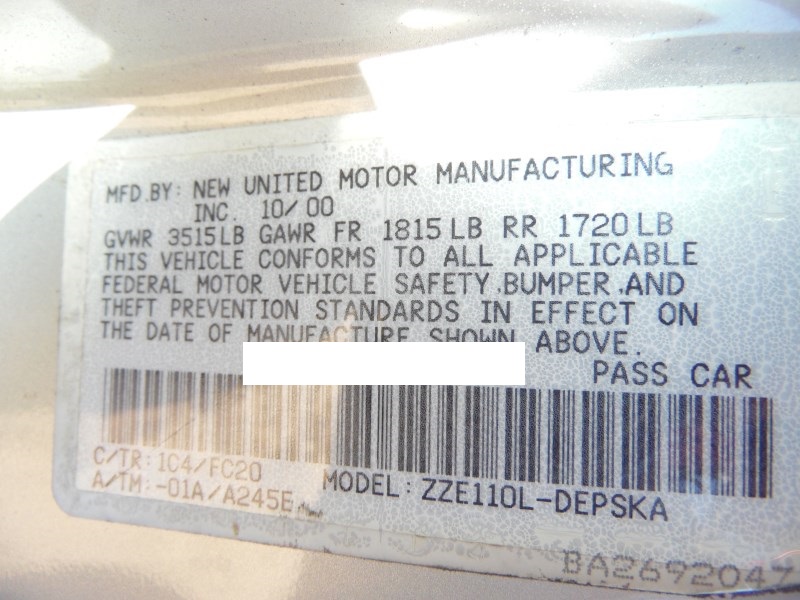 MFD.BY: NEW UNITED MOTOR MANUFACTURING
INC. 10/00
GVWR 3515LB GAWR FR 1815LB RR 1720LB
THIS VEHICLE CONFORMS TO ALL APPLICABLE
FEDERAL MOTOR VEHICLE SAFETY.BUMPER.AND
THEFT PREVENTION STANDARDS IN EFFECT ON
THE DATE OF MANUFACTURE SHOWN ABOVE.
PASS CAR
C/TR: 1C4/FC20
A/TM: -01A/A245E
MODEL: ZZE110L-DEPSKA
BA2692047